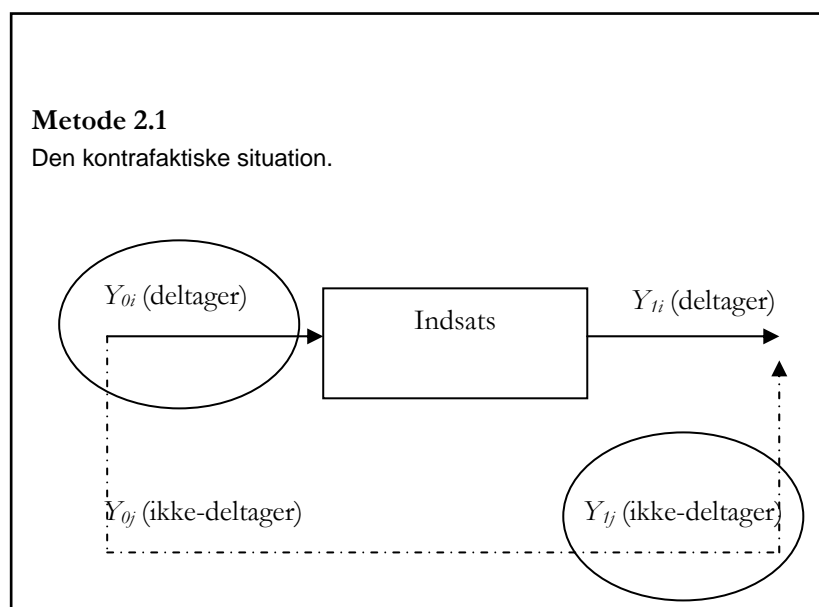 Metode 2.1
Den kontrafaktiske situation.
Y0i (deltager)
Indsats
Y1i (deltager)
Y0j (ikke-deltager)
Y1j (ikke-deltager)